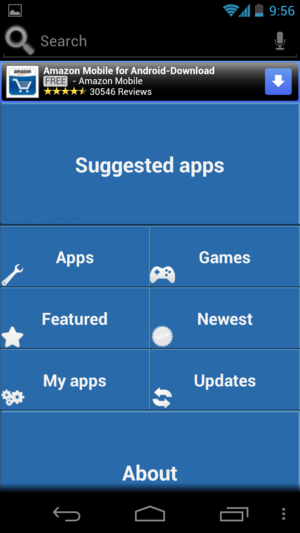 9:56
Search
amazon
Amazon Mobile for Android-Download
FREE - Amazon Mobile
30546 Reviews
Suggested apps
Apps
Games
Featured
Newest
My apps
Updates
About